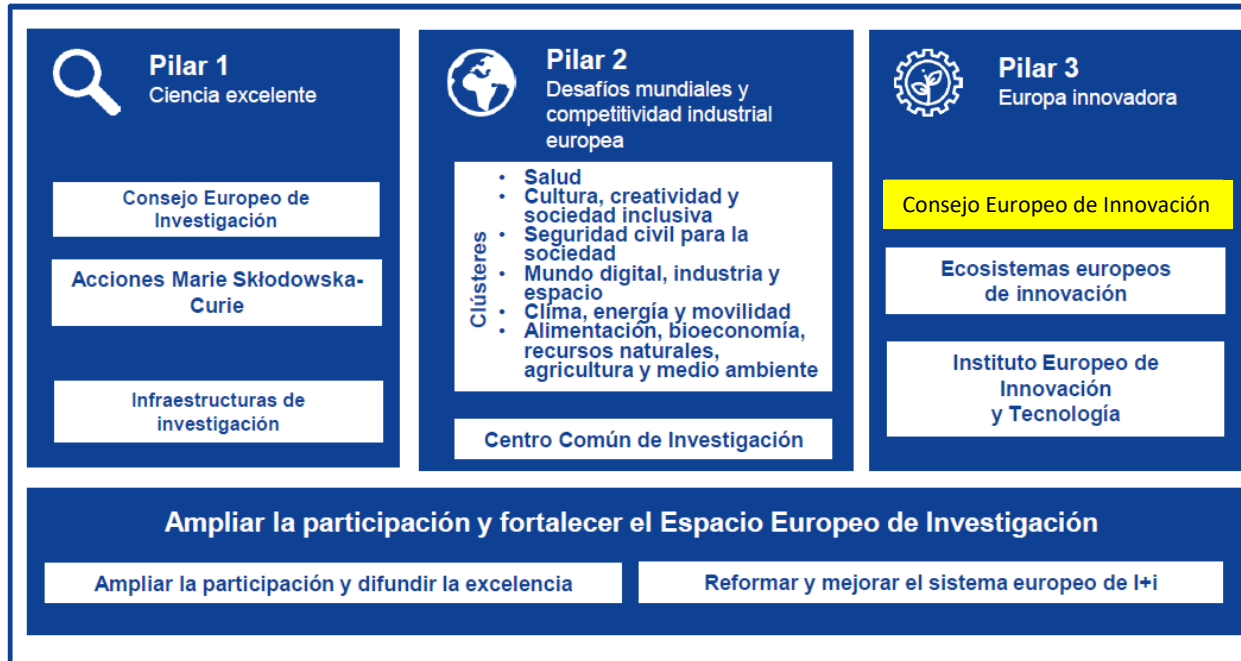 Pilar 1
Ciencia excelente
Consejo Europeo de
Investigación
Acciones Marie Skłodowska-
Curie
Infraestructuras de
investigación
Pilar 2
Desafíos mundiales y
competitividad industrial
europea
Clústeres
• Salud
• Cultura, creatividad y
sociedad inclusiva
• Seguridad civil para la
sociedad
• Mundo digital, industria y
espacio
• Clima, energía y movilidad
• Alimentación, bioeconomía,
recursos naturales,
agricultura y medio ambiente
Centro Común de Investigación
Pilar 3
Europa innovadora
Consejo Europeo de Innovación
Ecosistemas europeos
de innovación
Instituto Europeo de
Innovación
y Tecnología
Ampliar la participación y fortalecer el Espacio Europeo de Investigación
Ampliar la participación y difundir la excelencia
Reformar y mejorar el sistema europeo de I+i